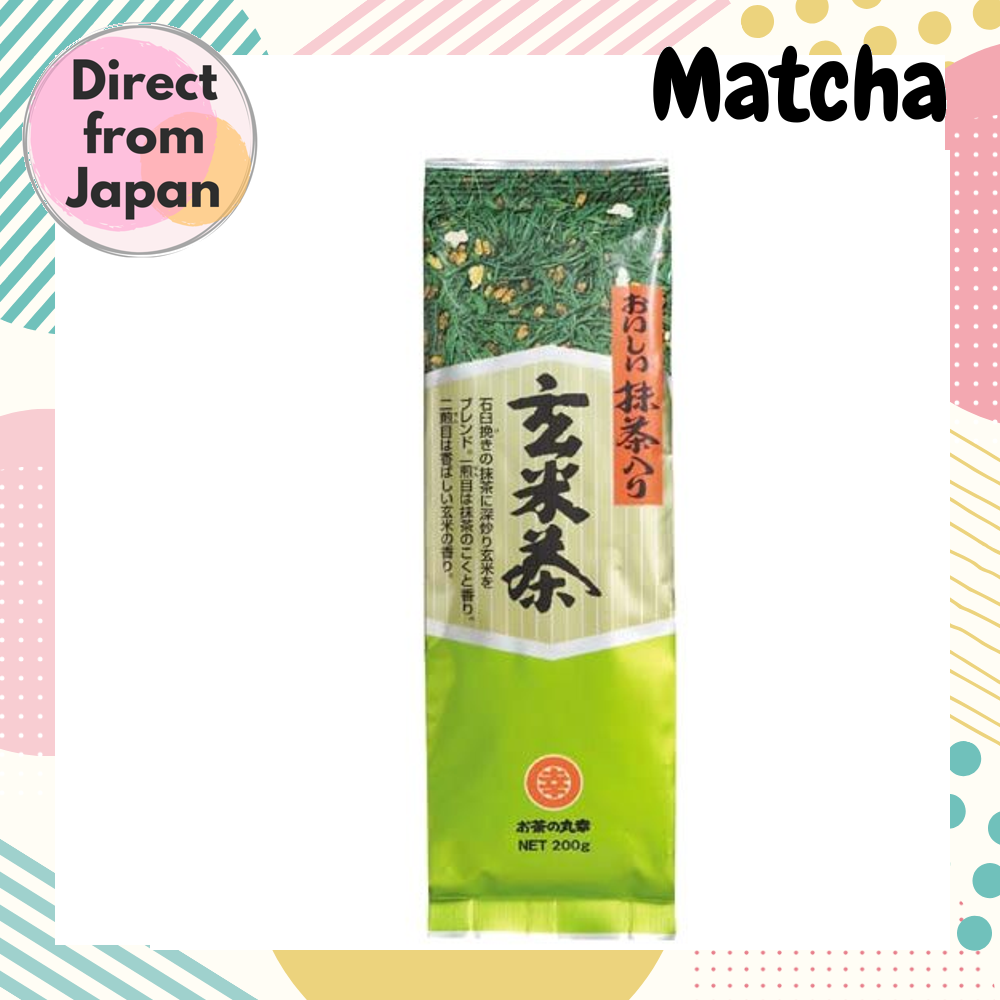 Direct
from
Japan
Matcha
おいしい抹茶入り
玄米茶
石臼挽きの抹茶に深炒り玄米を
ブレンド。一煎目は抹茶のこくと香り。
二煎目は香ばしい玄米の香り。
幸
お茶の丸幸
NET 200g